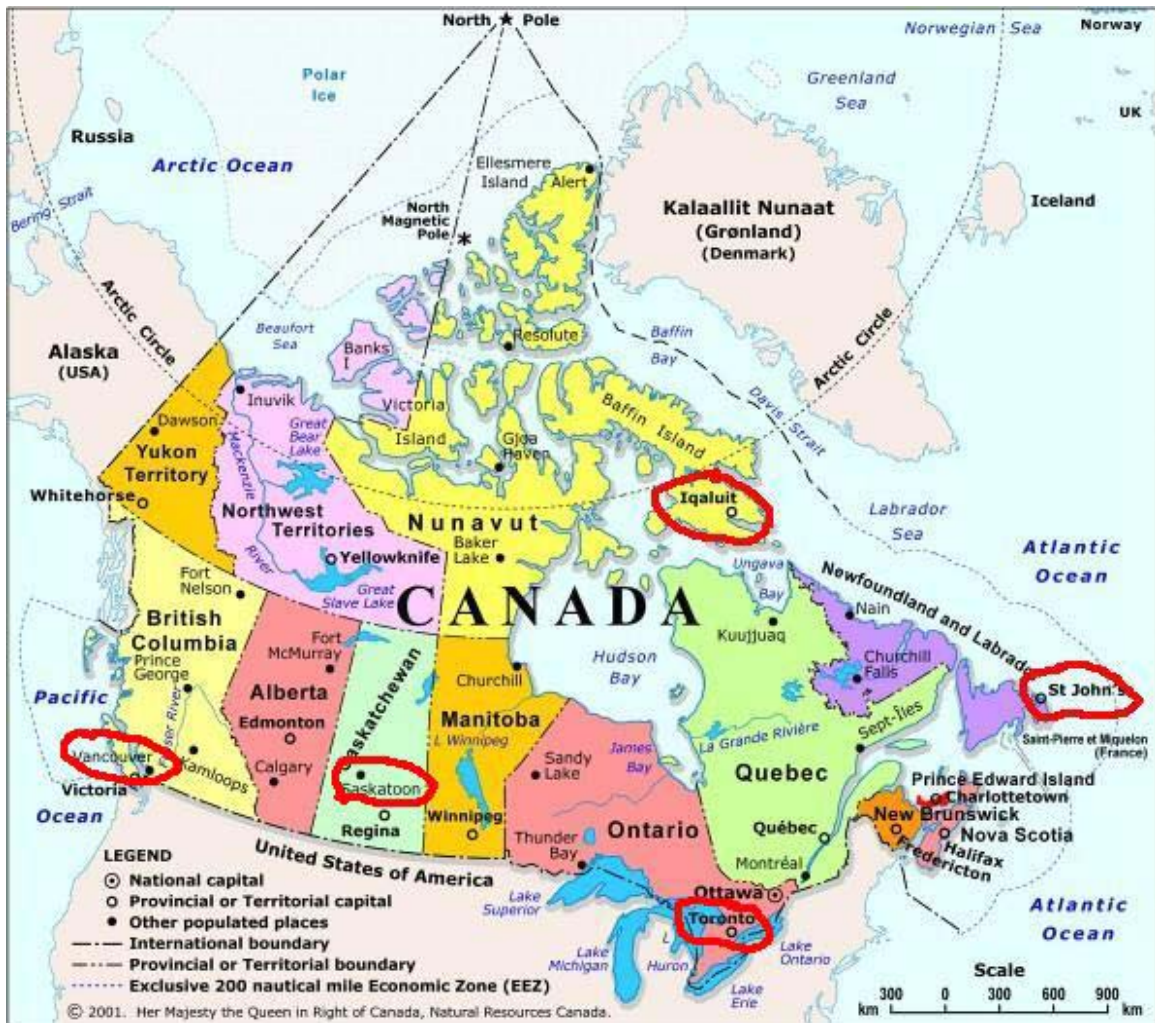 North Pole
Norwegian Sea
Norway
Polar
Ice
Greenland
Sea
UK
Russia
Arctic Ocean
Ellesmere
Island
Alert
Bering Strait
North
Magnetic
Pole
Kalaallit Nunaat
(Grønland)
(Denmark)
Iceland
Arctic Circle
Beaufort
Sea
Resolute
Baffin
Bay
Arctic Circle
Alaska
(USA)
Banks
I
Inuvik
Victoria
Island
Baffin Island
Davis Strait
Dawson
Great
Bear
Lake
Gjoa
Haven
Yukon
Territory
Mackenzie
River
Whitehorse
Northwest
Territories
Nunavut
Iqaluit
Labrador
Sea
Yellowknife
Baker
Lake
Atlantic
Ocean
Fort
Nelson
Great
Slave Lake
CANADA
Ungava
Bay
Newfoundland and Labrado
British
Columbia
Fort
McMurray
Nain
Kuujjuaq
Prince
George
Saskatchewan
Churchill
Hudson
Bay
Churchill
Falls
Pacific
Ocean
Alberta
Manitoba
St John's
Edmonton
L Winnipeg
Sept-Îles
Fraser River
Vancouver
Kamloops
Calgary
Sandy
Lake
James
Bay
La Grande Rivière
Saint-Pierre et Miquelon
(France)
Victoria
Saskatoon
Quebec
Prince Edward Island
Charlottetown
Regina
Winnipeg
Ontario
New Brunswick
Nova Scotia
Québec
Halifax
Fredericton
United States of America
Thunder
Bay
Montréal
Ottawa
LEGEND
National capital
Provincial or Territorial capital
Other populated places
International boundary
Provincial or Territorial boundary
Exclusive 200 nautical mile Economic Zone (EEZ)
Lake
Superior
Toronto
Atlantic
Ocean
Lake
Michigan
L
Huron
Lake
Ontario
Lake
Erie
Scale
300 0 300 600 900
km km
© 2001. Her Majesty the Queen in Right of Canada, Natural Resources Canada.